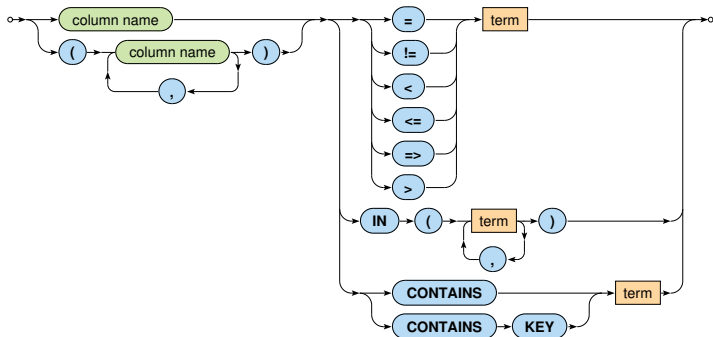 column name = term
( column name ) !=
, <
<=
=>
>
IN ( term )
,
CONTAINS term
CONTAINS KEY